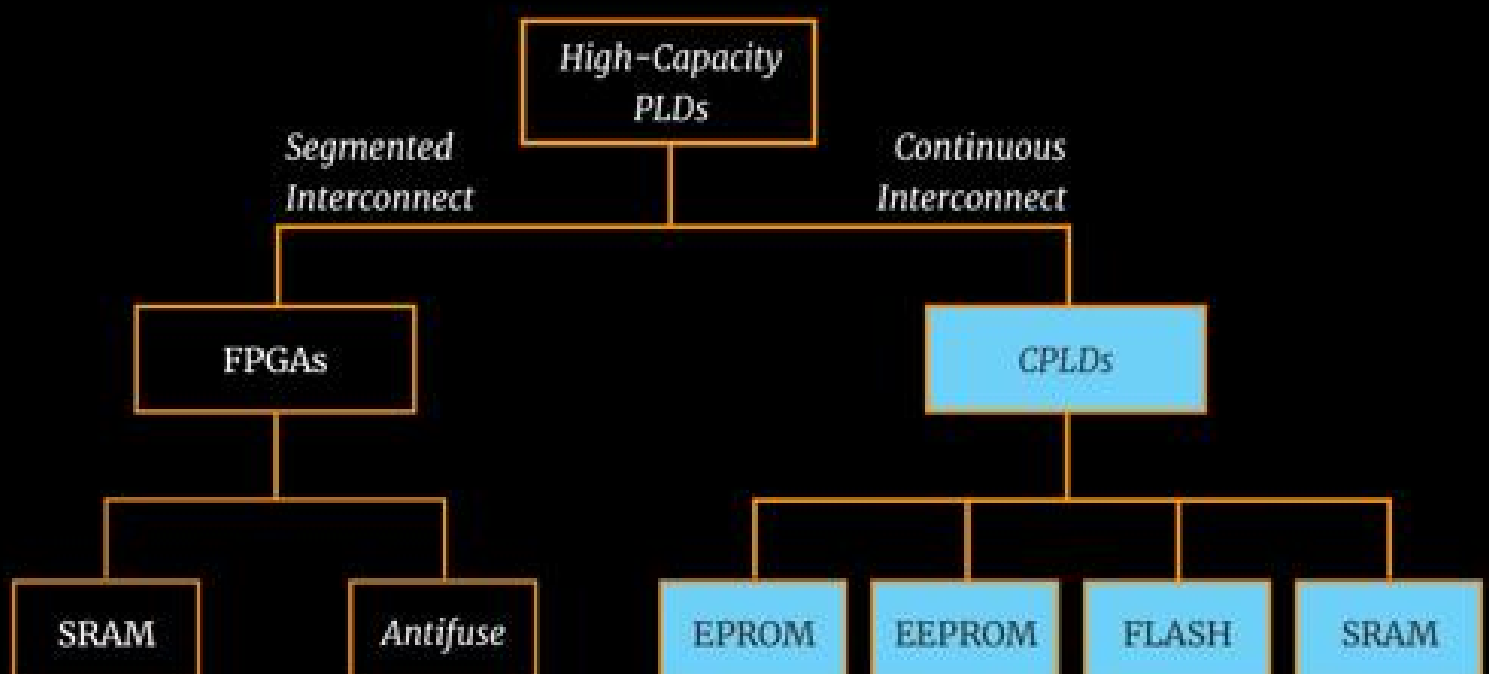 High-Capacity
PLDs
Segmented
Interconnect
Continuous
Interconnect
FPGAs
CPLDs
SRAM
Antifuse
EPROM
EEPROM
FLASH
SRAM